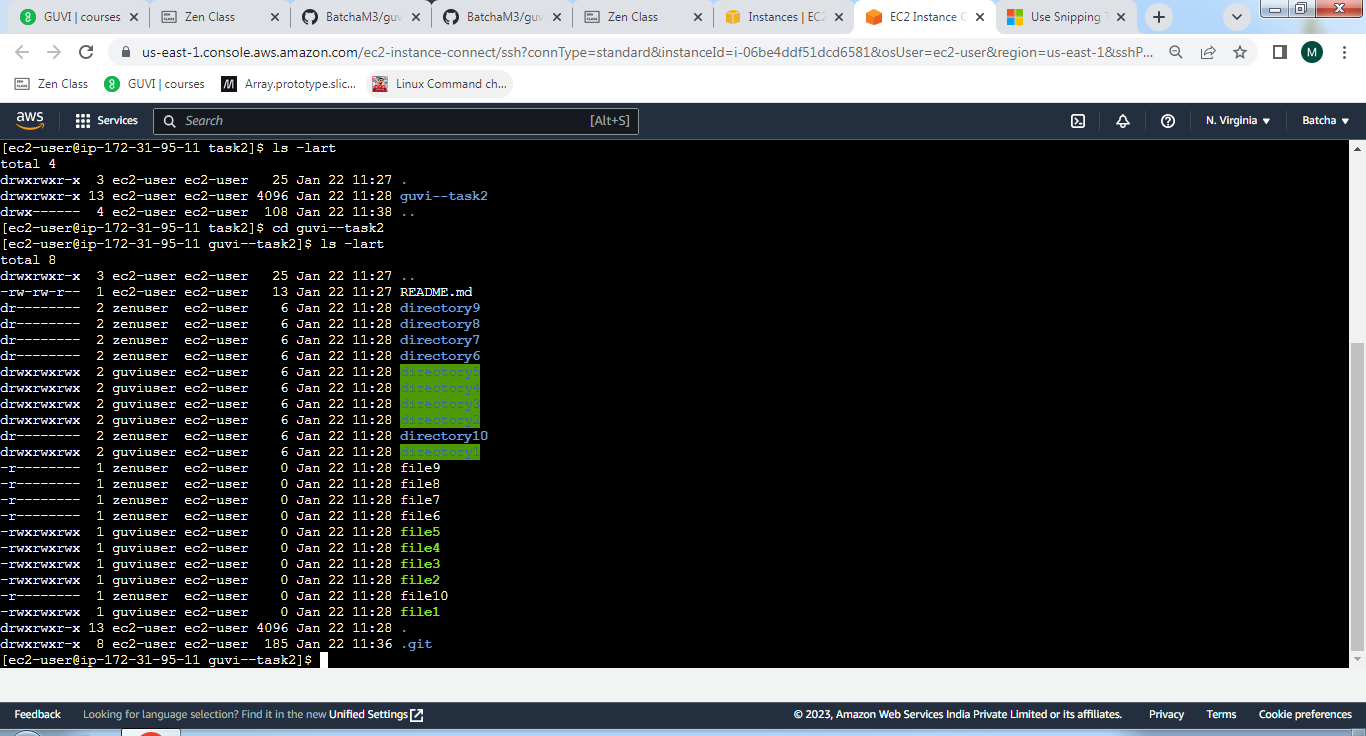 GUVI | courses
Zen Class
BatchaM3/guv
BatchaM3/guv
Zen Class
Instances | EC2
EC2 Instance C
Use Snipping T
us-east-1.console.aws.amazon.com/ec2-instance-connect/ssh?connType=standard&instanceId=i-06be4ddf51dcd6581&osUser=ec2-user&region=us-east-1&sshP...
M
Zen Class
GUVI | courses
Array.prototype.slic...
Linux Command ch...
aws
Services
Search
[Alt+S]
N. Virginia
Batcha
[ec2-user@ip-172-31-95-11 task2]$ ls -lart
total 4
drwxrwxr-x  3 ec2-user ec2-user   25 Jan 22 11:27 .
drwxrwxr-x 13 ec2-user ec2-user 4096 Jan 22 11:28 guvi--task2
drwx------  4 ec2-user ec2-user  108 Jan 22 11:38 ..
[ec2-user@ip-172-31-95-11 task2]$ cd guvi--task2
[ec2-user@ip-172-31-95-11 guvi--task2]$ ls -lart
total 8
drwxrwxr-x  3 ec2-user ec2-user   25 Jan 22 11:27 ..
-rw-rw-r--  1 ec2-user ec2-user   13 Jan 22 11:27 README.md
dr--------  2 zenuser  ec2-user    6 Jan 22 11:28 directory9
dr--------  2 zenuser  ec2-user    6 Jan 22 11:28 directory8
dr--------  2 zenuser  ec2-user    6 Jan 22 11:28 directory7
dr--------  2 zenuser  ec2-user    6 Jan 22 11:28 directory6
drwxrwxrwx  2 guviuser ec2-user    6 Jan 22 11:28 directory5
drwxrwxrwx  2 guviuser ec2-user    6 Jan 22 11:28 directory4
drwxrwxrwx  2 guviuser ec2-user    6 Jan 22 11:28 directory3
drwxrwxrwx  2 guviuser ec2-user    6 Jan 22 11:28 directory2
dr--------  2 zenuser  ec2-user    6 Jan 22 11:28 directory10
drwxrwxrwx  2 guviuser ec2-user    6 Jan 22 11:28 directory1
-r--------  1 zenuser  ec2-user    0 Jan 22 11:28 file9
-r--------  1 zenuser  ec2-user    0 Jan 22 11:28 file8
-r--------  1 zenuser  ec2-user    0 Jan 22 11:28 file7
-r--------  1 zenuser  ec2-user    0 Jan 22 11:28 file6
-rwxrwxrwx  1 guviuser ec2-user    0 Jan 22 11:28 file5
-rwxrwxrwx  1 guviuser ec2-user    0 Jan 22 11:28 file4
-rwxrwxrwx  1 guviuser ec2-user    0 Jan 22 11:28 file3
-rwxrwxrwx  1 guviuser ec2-user    0 Jan 22 11:28 file2
-r--------  1 zenuser  ec2-user    0 Jan 22 11:28 file10
-rwxrwxrwx  1 guviuser ec2-user    0 Jan 22 11:28 file1
drwxrwxr-x 13 ec2-user ec2-user 4096 Jan 22 11:28 .
drwxrwxr-x  8 ec2-user ec2-user  185 Jan 22 11:36 .git
[ec2-user@ip-172-31-95-11 guvi--task2]$
Feedback
Looking for language selection? Find it in the new Unified Settings
© 2023, Amazon Web Services India Private Limited or its affiliates.
Privacy
Terms
Cookie preferences